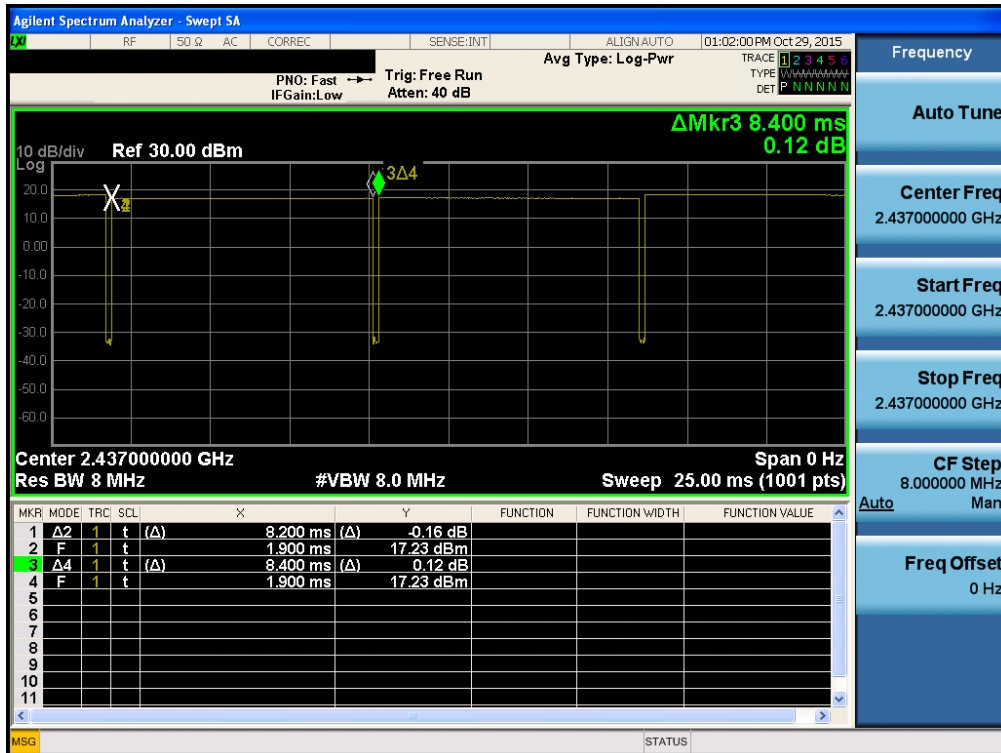 Agilent Spectrum Analyzer - Swept SA
LXI RF 50 Ω AC CORREC SENSE:INT ALIGN AUTO 01:02:00 PM Oct 29, 2015
Frequency
Avg Type: Log-Pwr
TRACE 1 2 3 4 5 6
PNO: Fast Trig: Free Run
TYPE WWWWWW
IFGain:Low Atten: 40 dB
DET P N N N N N
Auto Tune
ΔMkr3 8.400 ms
10 dB/div Ref 30.00 dBm 0.12 dB
Log
3Δ4
20.0
10.0
0.00
-10.0
-20.0
-30.0
-40.0
-50.0
-60.0
Center Freq
2.437000000 GHz
Start Freq
2.437000000 GHz
Stop Freq
2.437000000 GHz
Center 2.437000000 GHz Span 0 Hz
Res BW 8 MHz #VBW 8.0 MHz Sweep 25.00 ms (1001 pts)
CF Step
8.000000 MHz
Auto Man
MKR MODE TRC SCL X Y FUNCTION FUNCTION WIDTH FUNCTION VALUE
1 Δ2 1 t (Δ) 8.200 ms (Δ) -0.16 dB
2 F 1 t 1.900 ms 17.23 dBm
3 Δ4 1 t (Δ) 8.400 ms (Δ) 0.12 dB
4 F 1 t 1.900 ms 17.23 dBm
5
6
7
8
9
10
11
Freq Offset
0 Hz
MSG STATUS